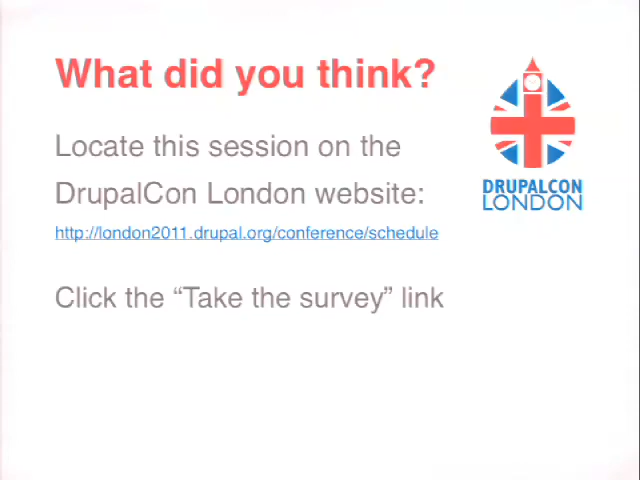 What did you think?
Locate this session on the
DrupalCon London website:
http://london2011.drupal.org/conference/schedule
Click the “Take the survey” link
DRUPALCON
LONDON